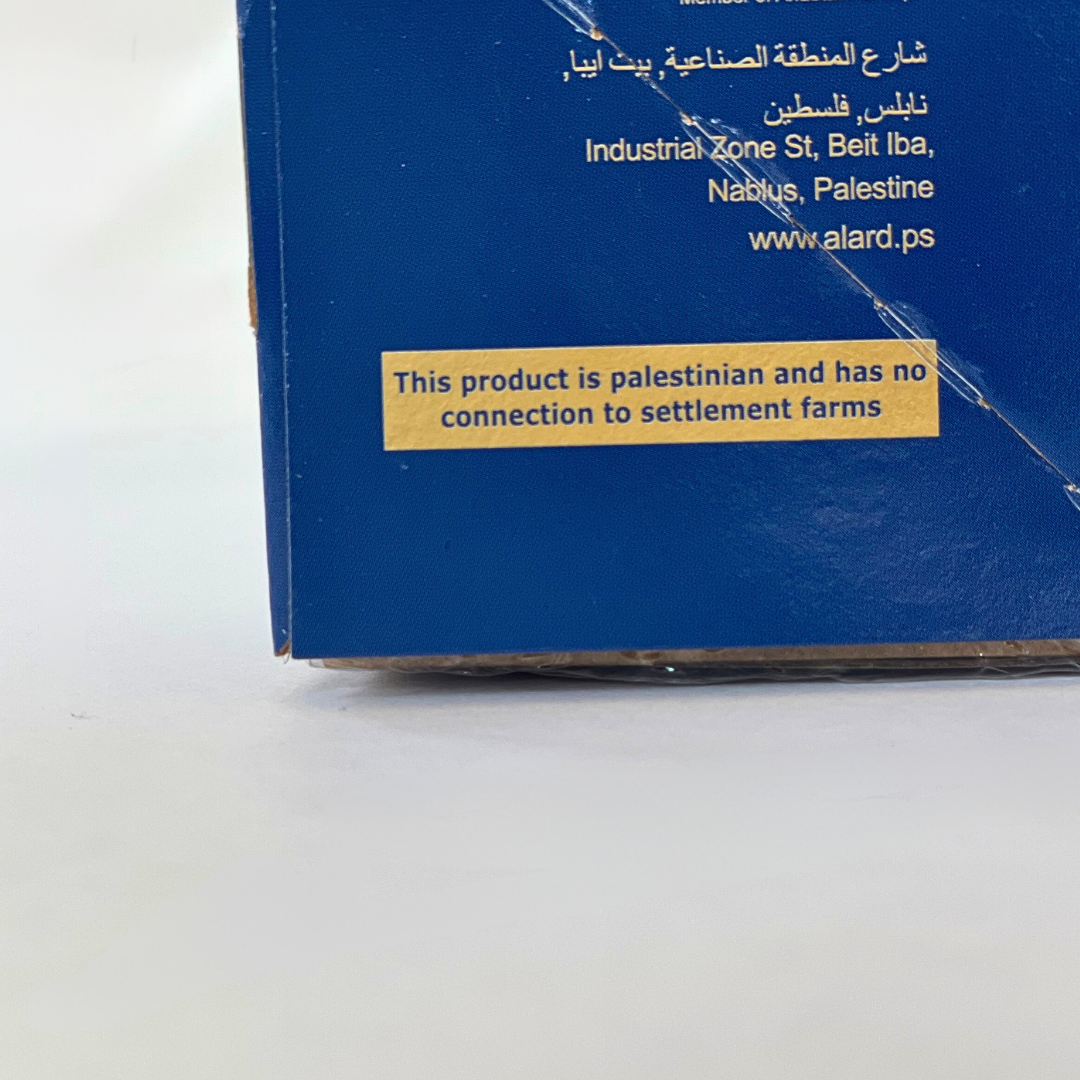 شارع المنطقة الصناعية, بيت ايبا,
نابلس, فلسطين
Industrial Zone St, Beit Iba,
Nablus, Palestine
www.alard.ps
This product is palestinian and has no
connection to settlement farms